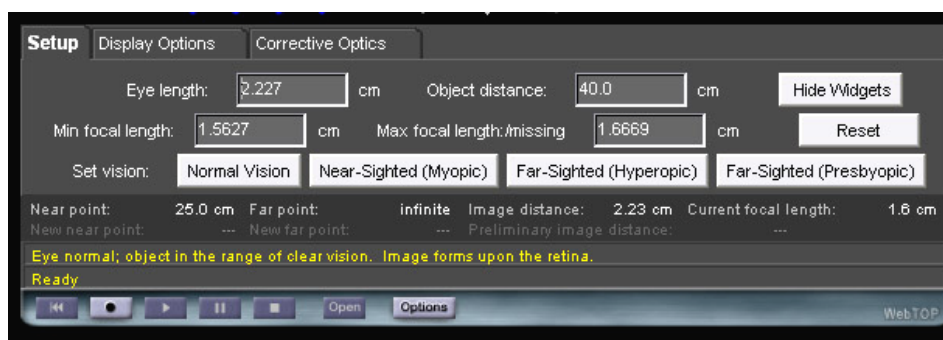 Setup Display Options Corrective Optics
Eye length: 2.227 cm Object distance: 40.0 cm Hide Widgets
Min focal length: 1.5627 cm Max focal length:/missing 1.6669 cm Reset
Set vision: Normal Vision Near-Sighted (Myopic) Far-Sighted (Hyperopic) Far-Sighted (Presbyopic)
Near point: 25.0 cm Far point: infinite Image distance: 2.23 cm Current focal length: 1.6 cm
New near point: --- New far point: --- Preliminary image distance: ---
Eye normal; object in the range of clear vision. Image forms upon the retina.
Ready
Open Options WebTOP